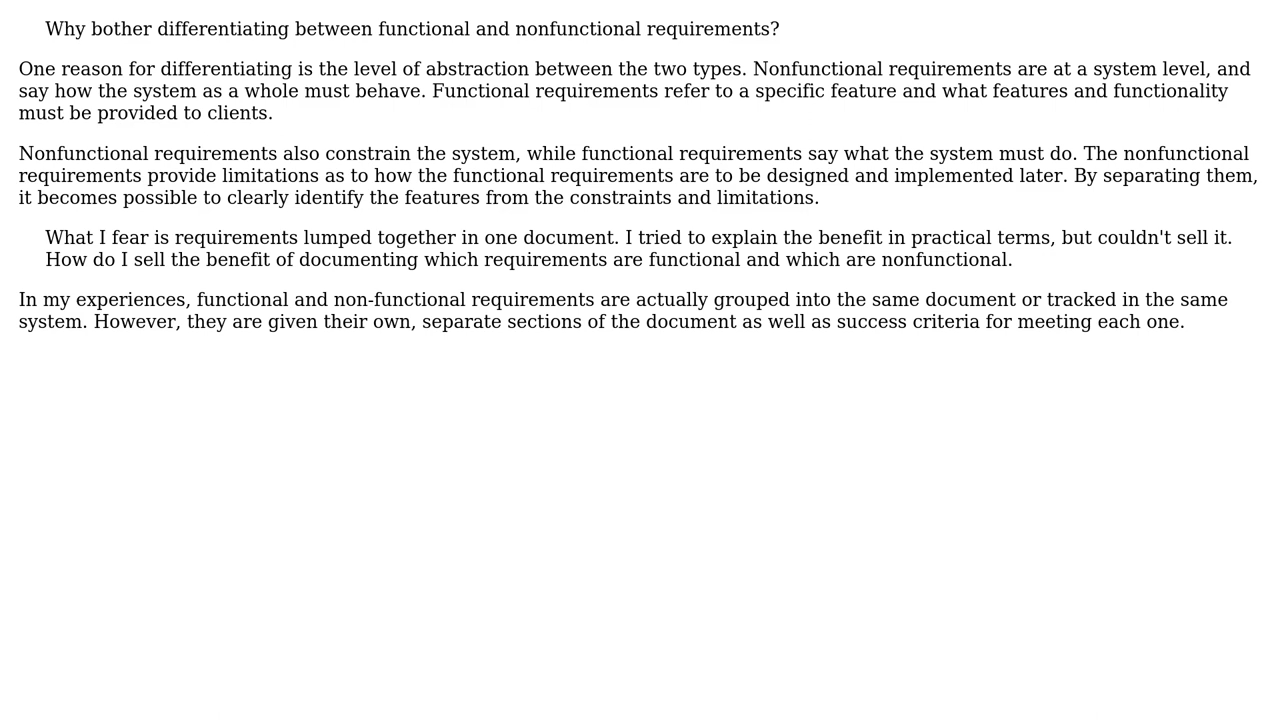 Why bother differentiating between functional and nonfunctional requirements?
One reason for differentiating is the level of abstraction between the two types. Nonfunctional requirements are at a system level, and
say how the system as a whole must behave. Functional requirements refer to a specific feature and what features and functionality
must be provided to clients.
Nonfunctional requirements also constrain the system, while functional requirements say what the system must do. The nonfunctional
requirements provide limitations as to how the functional requirements are to be designed and implemented later. By separating them,
it becomes possible to clearly identify the features from the constraints and limitations.
What I fear is requirements lumped together in one document. I tried to explain the benefit in practical terms, but couldn't sell it.
How do I sell the benefit of documenting which requirements are functional and which are nonfunctional.
In my experiences, functional and non-functional requirements are actually grouped into the same document or tracked in the same
system. However, they are given their own, separate sections of the document as well as success criteria for meeting each one.